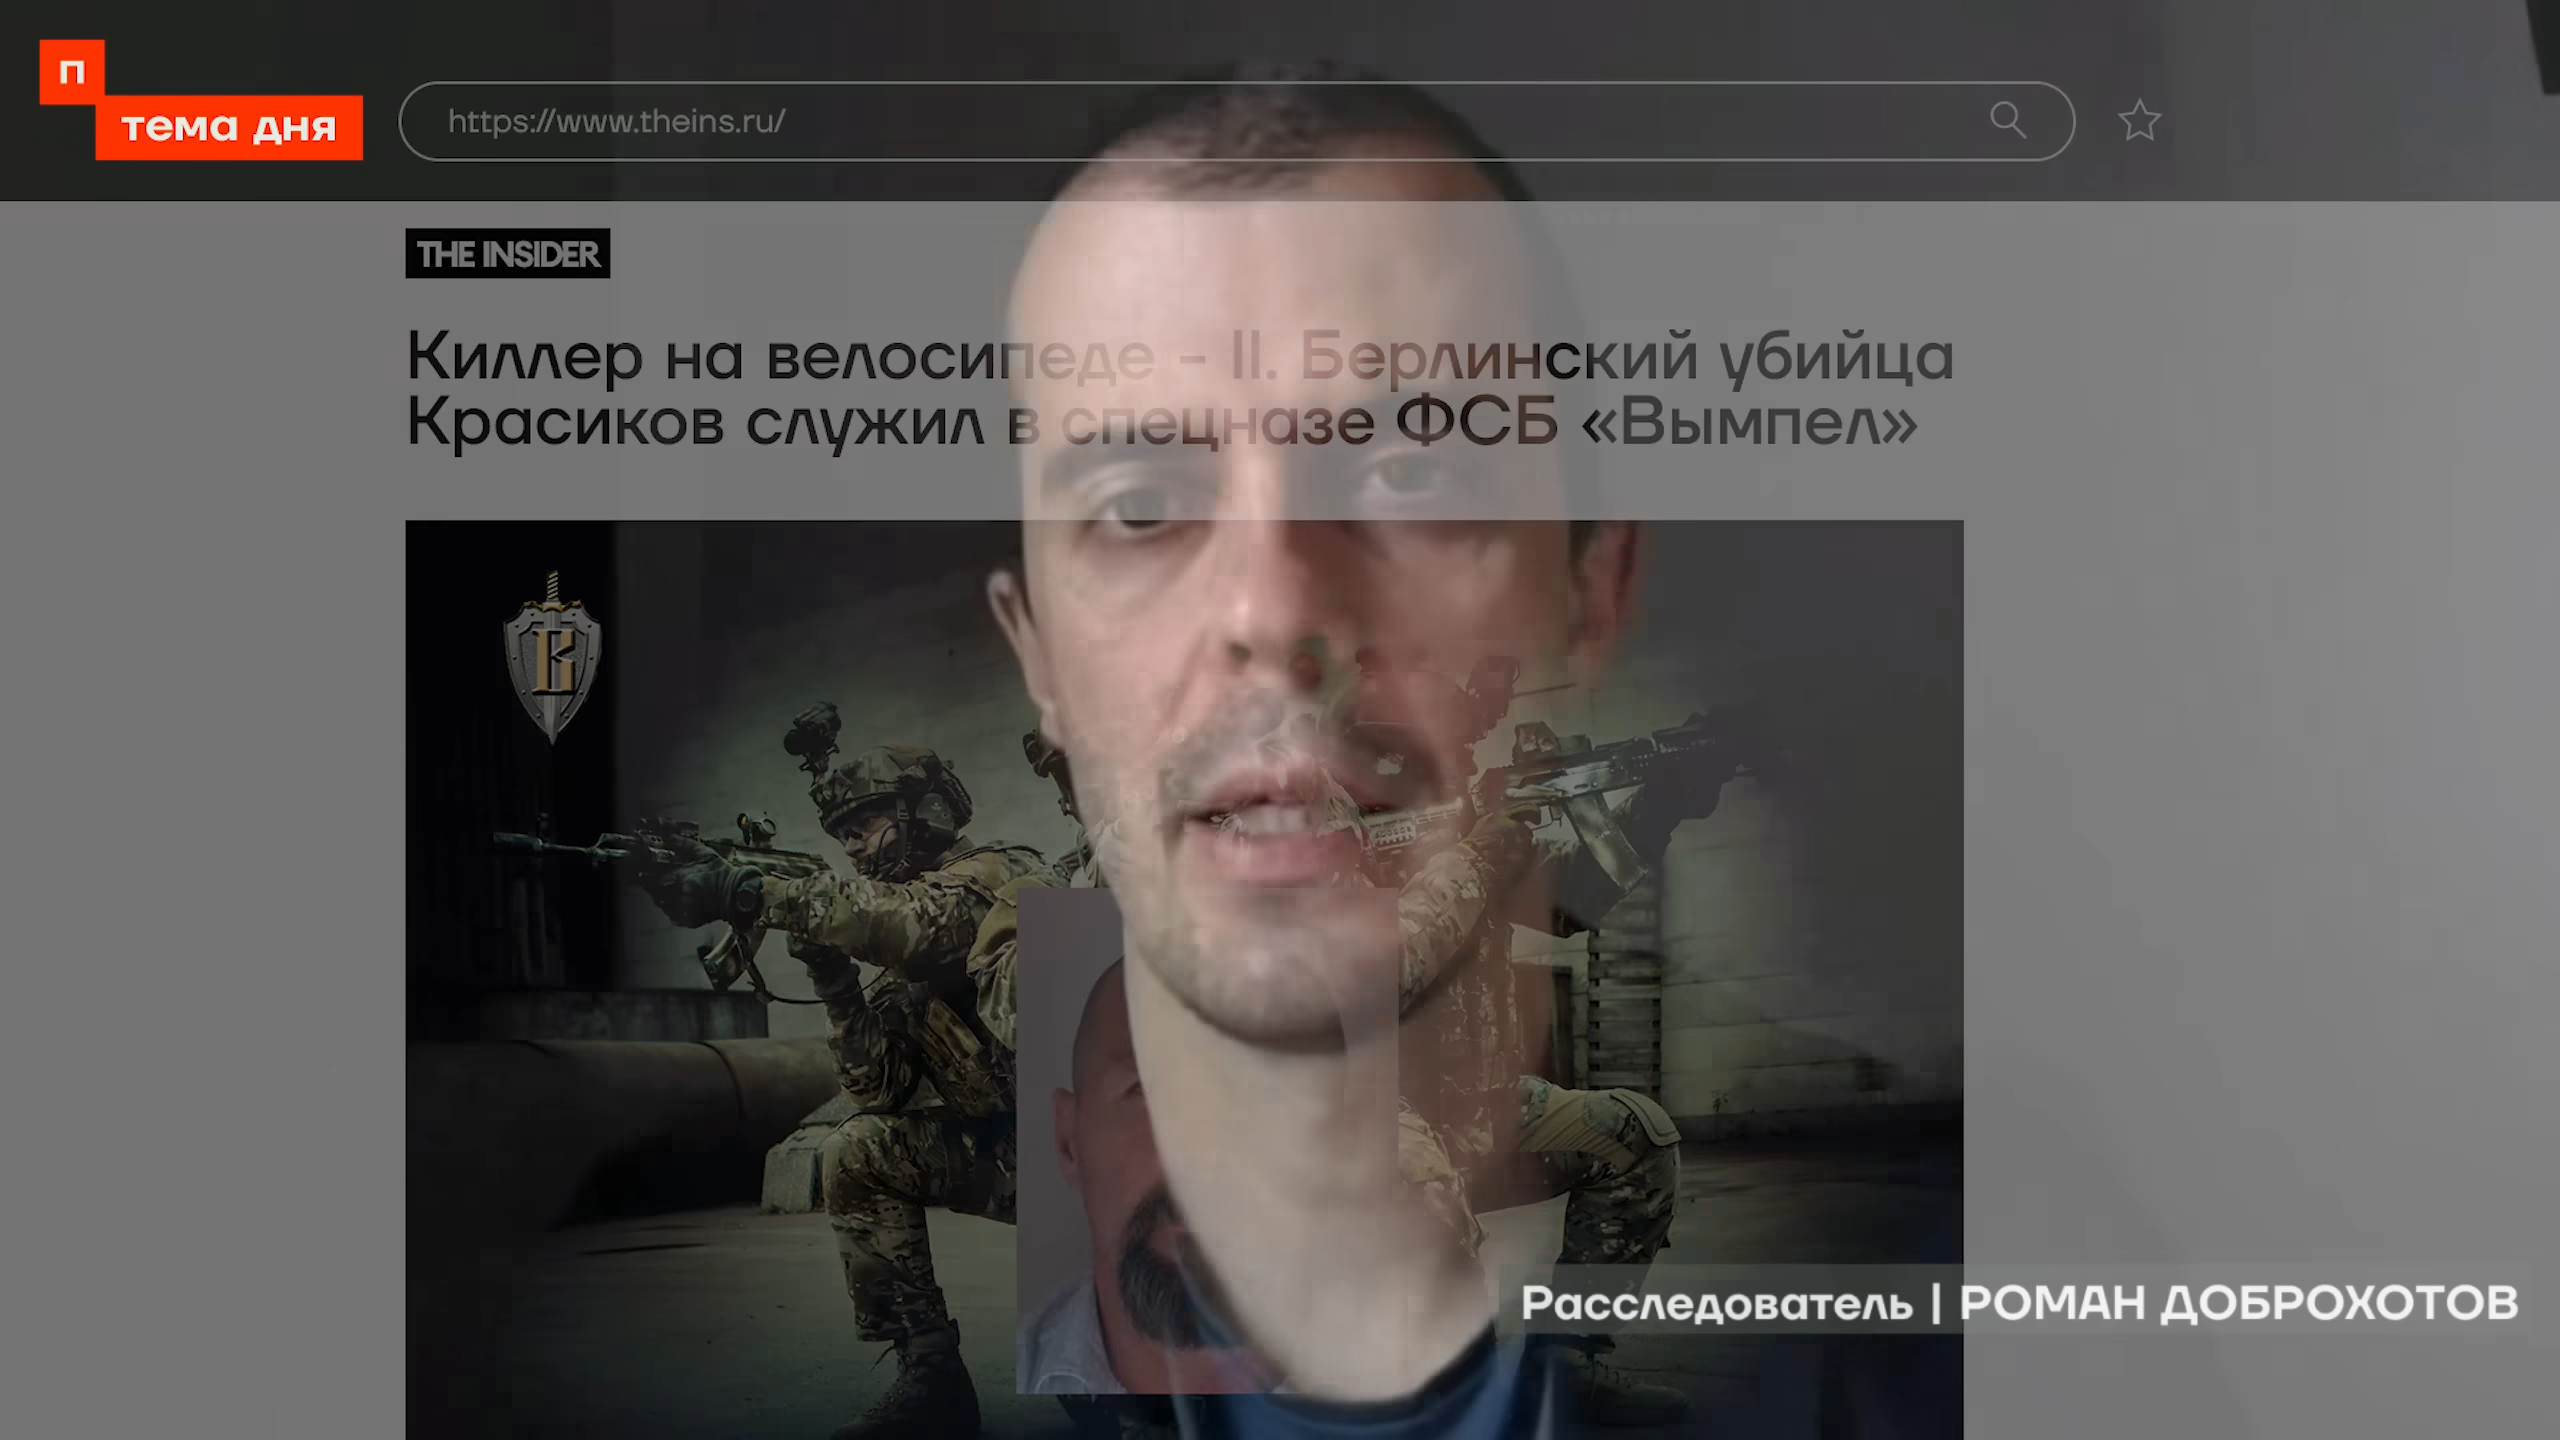 п
тема дня
https://www.theins.ru/
THE INSIDER
Киллер на велосипеде – II. Берлинский убийца
Красиков служил в спецназе ФСБ «Вымпел»
В
Расследователь | РОМАН ДОБРОХОТОВ